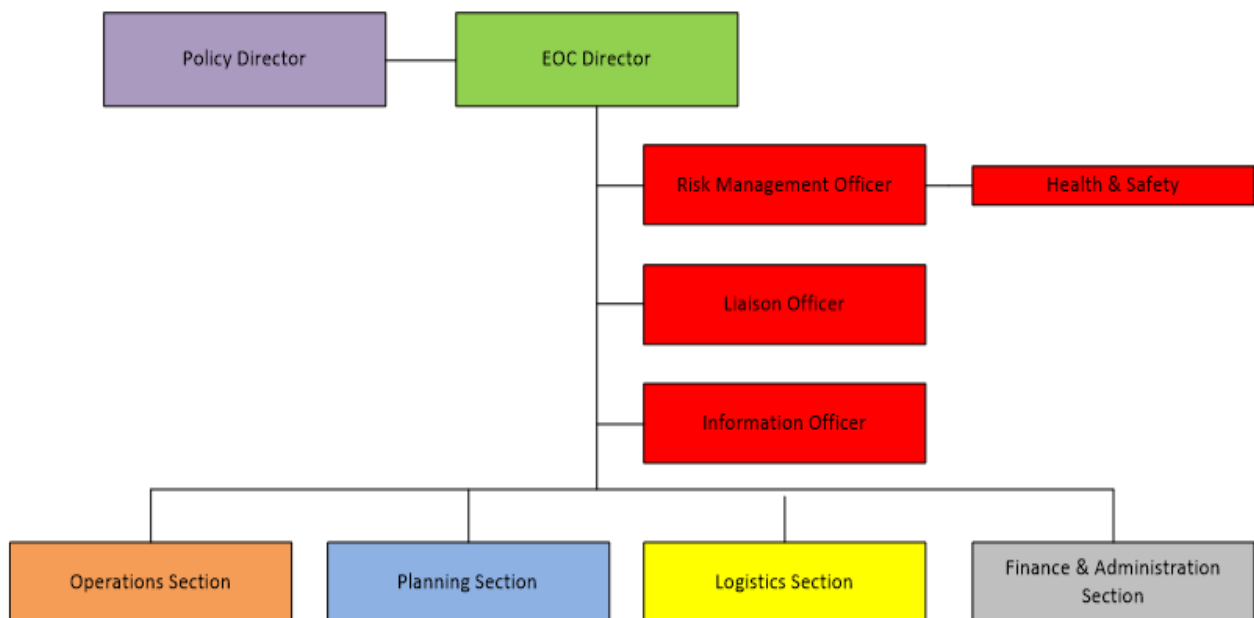 Policy Director
EOC Director
Risk Management Officer
Health & Safety
Liaison Officer
Information Officer
Operations Section
Planning Section
Logistics Section
Finance & Administration
Section